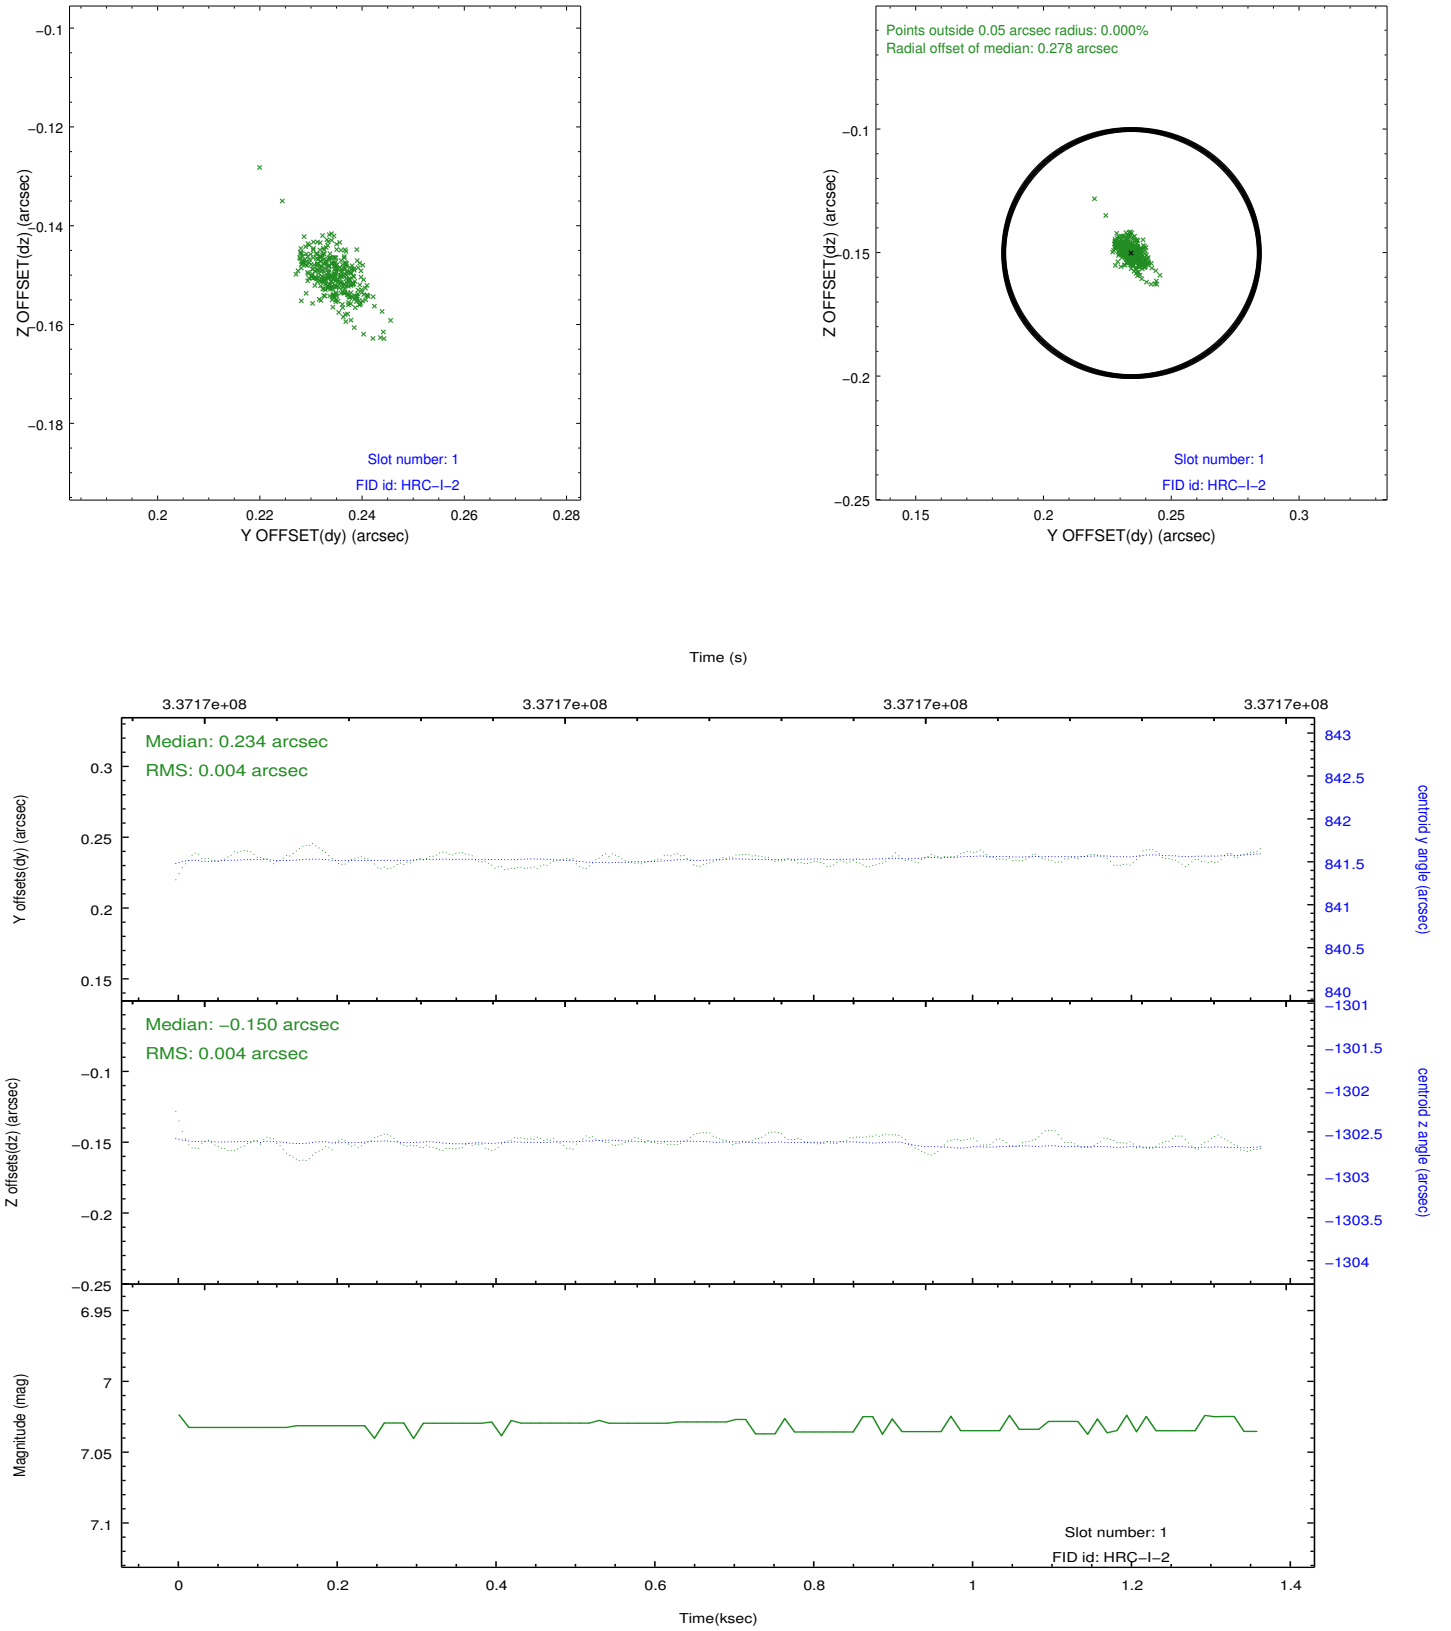 −0.1
−0.12
−0.14
−0.16
−0.18
Z OFFSET(dz) (arcsec)
Slot number: 1
FID id: HRC−I−2
0.2
0.22
0.24
0.26
0.28
Y OFFSET(dy) (arcsec)
Points outside 0.05 arcsec radius: 0.000%
Radial offset of median: 0.278 arcsec
−0.1
−0.15
−0.2
−0.25
Z OFFSET(dz) (arcsec)
Slot number: 1
FID id: HRC−I−2
0.15
0.2
0.25
0.3
Y OFFSET(dy) (arcsec)
Time (s)
3.3717e+08
3.3717e+08
3.3717e+08
3.3717e+08
Median: 0.234 arcsec
RMS: 0.004 arcsec
0.3
0.25
0.2
0.15
Y offsets(dy) (arcsec)
843
842.5
842
841.5
841
840.5
840
centroid y angle (arcsec)
Median: −0.150 arcsec
RMS: 0.004 arcsec
−0.1
−0.15
−0.2
−0.25
Z offsets(dz) (arcsec)
−1301
−1301.5
−1302
−1302.5
−1303
−1303.5
−1304
centroid z angle (arcsec)
6.95
7
7.05
7.1
Magnitude (mag)
Slot number: 1
FID id: HRC−I−2
0
0.2
0.4
0.6
0.8
1
1.2
1.4
Time(ksec)